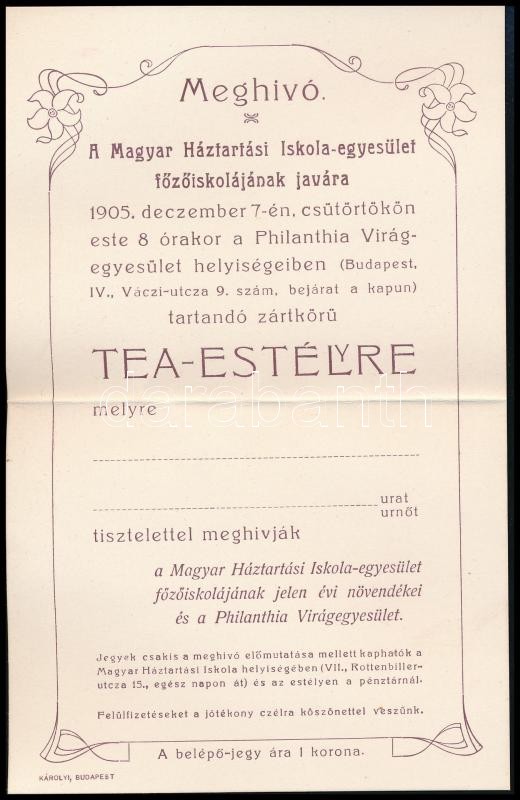 Meghivó.
A Magyar Háztartási Iskola-egyesület
főzőiskolájának javára
1905. deczember 7-én, csütörtökön
este 8 órakor a Philanthia Virág-
egyesület helyiségeiben (Budapest,
IV., Váczi-utcza 9. szám, bejárat a kapun)
tartandó zártkörü
TEA-ESTÉLYRE
darabanth
melyre
urat
urnőt
tisztelettel meghivják
a Magyar Háztartási Iskola-egyesület
főzőiskolájának jelen évi növendékei
és a Philanthia Virágegyesület.
Jegyek csakis a meghivó előmutatása mellett kaphatók a
Magyar Háztartási Iskola helyiségében (VII., Rottenbiller-
utcza 15., egész napon át) és az estélyen a pénztárnál.
Felülfizetéseket a jótékony czélra köszönettel veszünk.
A belépő-jegy ára 1 korona.
KÁROLYI, BUDAPEST